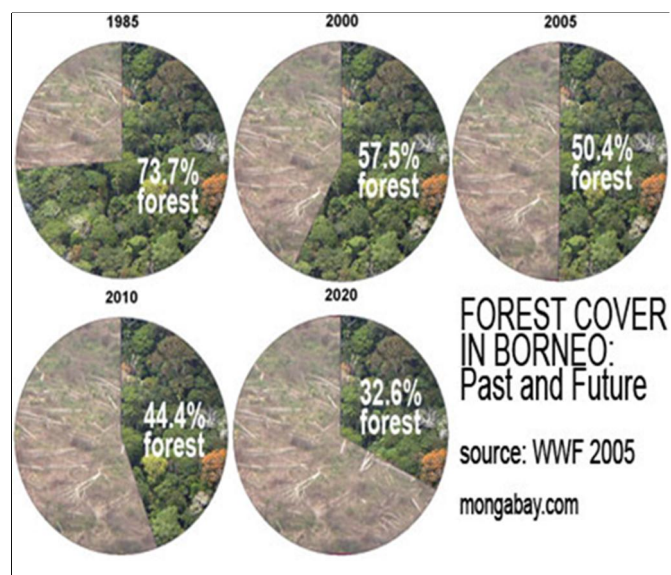 1985
2000
2005
73.7%
forest
57.5%
forest
50.4%
forest
2010
2020
44.4%
forest
32.6%
forest
FOREST COVER
IN BORNEO:
Past and Future
source: WWF 2005
mongabay.com